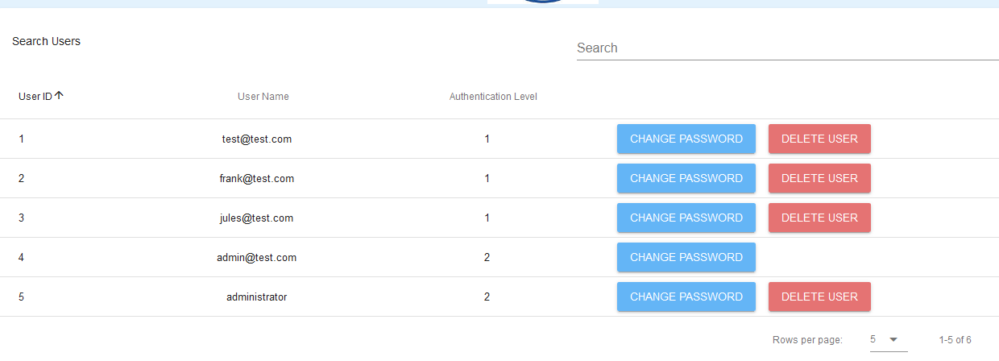 Search Users
Search
User ID User Name Authentication Level
1 test@test.com 1 CHANGE PASSWORD DELETE USER
2 frank@test.com 1 CHANGE PASSWORD DELETE USER
3 jules@test.com 1 CHANGE PASSWORD DELETE USER
4 admin@test.com 2 CHANGE PASSWORD
5 administrator 2 CHANGE PASSWORD DELETE USER
Rows per page: 5 1-5 of 6